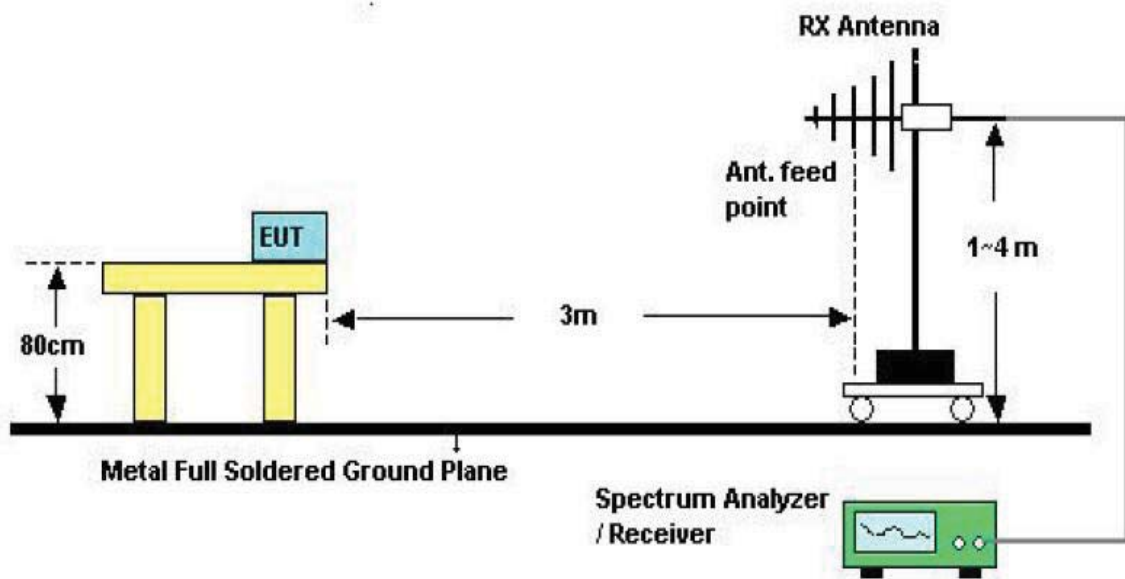 RX Antenna
Ant. feed
point
EUT
1~4 m
3m
80cm
Metal Full Soldered Ground Plane
Spectrum Analyzer
/ Receiver